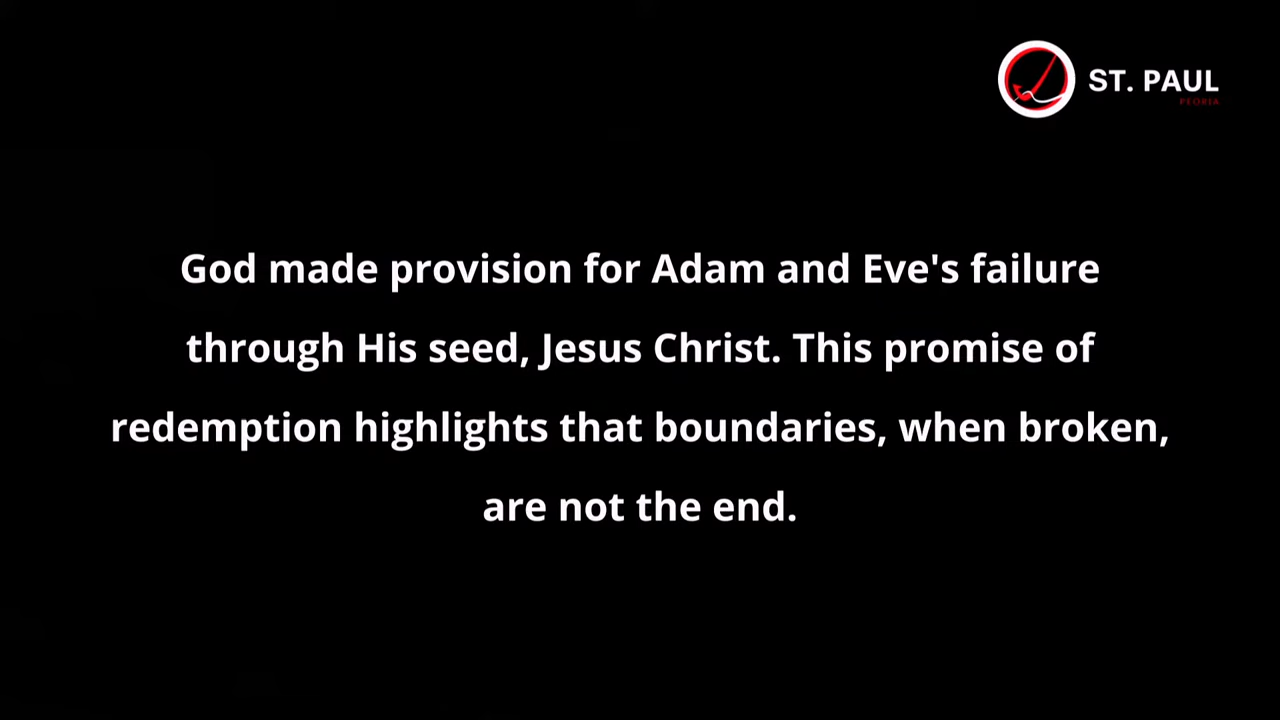 ST. PAUL
PEORIA
God made provision for Adam and Eve's failure
through His seed, Jesus Christ. This promise of
redemption highlights that boundaries, when broken,
are not the end.